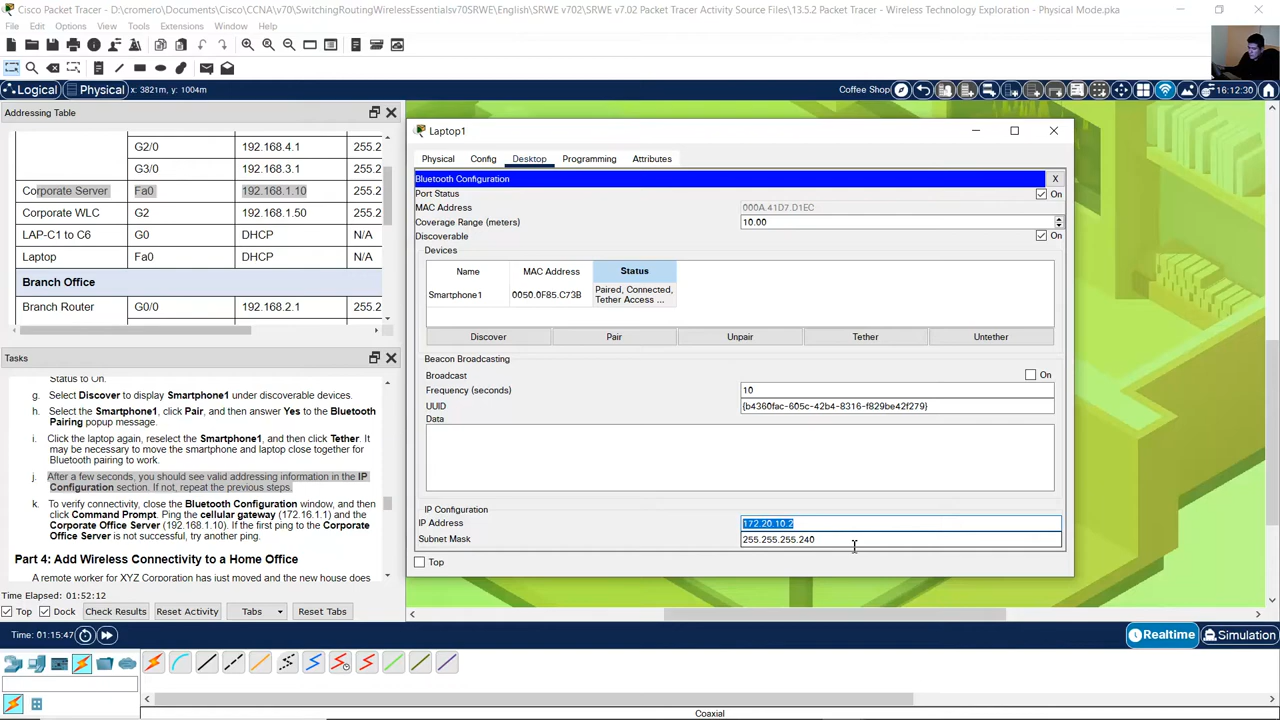 Cisco Packet Tracer - D:\cromero\Documents\Cisco\CCNA\v70\SwitchingRoutingWirelessEssentialsv70SRWE\English\SRWE v702\SRWE v7.02 Packet Tracer Activity Source Files\13.5.2 Packet Tracer - Wireless Technology Exploration - Physical Mode.pka
File Edit Options View Tools Extensions Window Help
Logical Physical x: 3821m, y: 1004m Coffee Shop 16:12:30
Addressing Table
G2/0 192.168.4.1 255.2
G3/0 192.168.3.1 255.2
Corporate Server Fa0 192.168.1.10 255.2
Corporate WLC G2 192.168.1.50 255.2
LAP-C1 to C6 G0 DHCP N/A
Laptop Fa0 DHCP N/A
Branch Office
Branch Router G0/0 192.168.2.1 255.2
Tasks
Status to On.
g. Select Discover to display Smartphone1 under discoverable devices.
h. Select the Smartphone1, click Pair, and then answer Yes to the Bluetooth
Pairing popup message.
i. Click the laptop again, reselect the Smartphone1, and then click Tether. It
may be necessary to move the smartphone and laptop close together for
Bluetooth pairing to work.
j. After a few seconds, you should see valid addressing information in the IP
Configuration section. If not, repeat the previous steps.
k. To verify connectivity, close the Bluetooth Configuration window, and then
click Command Prompt. Ping the cellular gateway (172.16.1.1) and the
Corporate Office Server (192.168.1.10). If the first ping to the Corporate
Office Server is not successful, try another ping.
Part 4: Add Wireless Connectivity to a Home Office
A remote worker for XYZ Corporation has just moved and the new house does
Time Elapsed: 01:52:12
Top Dock Check Results Reset Activity Tabs Reset Tabs
Laptop1
Physical Config Desktop Programming Attributes
Bluetooth Configuration X
Port Status On
MAC Address 000A.41D7.D1EC
Coverage Range (meters) 10.00
Discoverable On
Devices
Name MAC Address Status
Smartphone1 0050.0F85.C73B Paired, Connected,
Tether Access ...
Discover Pair Unpair Tether Untether
Beacon Broadcasting
Broadcast On
Frequency (seconds) 10
UUID {b4360fac-605c-42b4-8316-f829be42f279}
Data
IP Configuration
IP Address 172.20.10.2
Subnet Mask 255.255.255.240
Top
Time: 01:15:47 Realtime Simulation
Coaxial